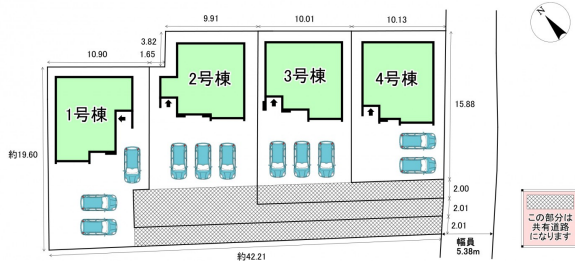 9.91
10.01
10.13
N
3.82
10.90
1.65
1号棟
2号棟
3号棟
4号棟
15.88
約19.60
2.00
2.01
2.01
幅員
5.38m
約42.21
この部分は
共有道路
になります